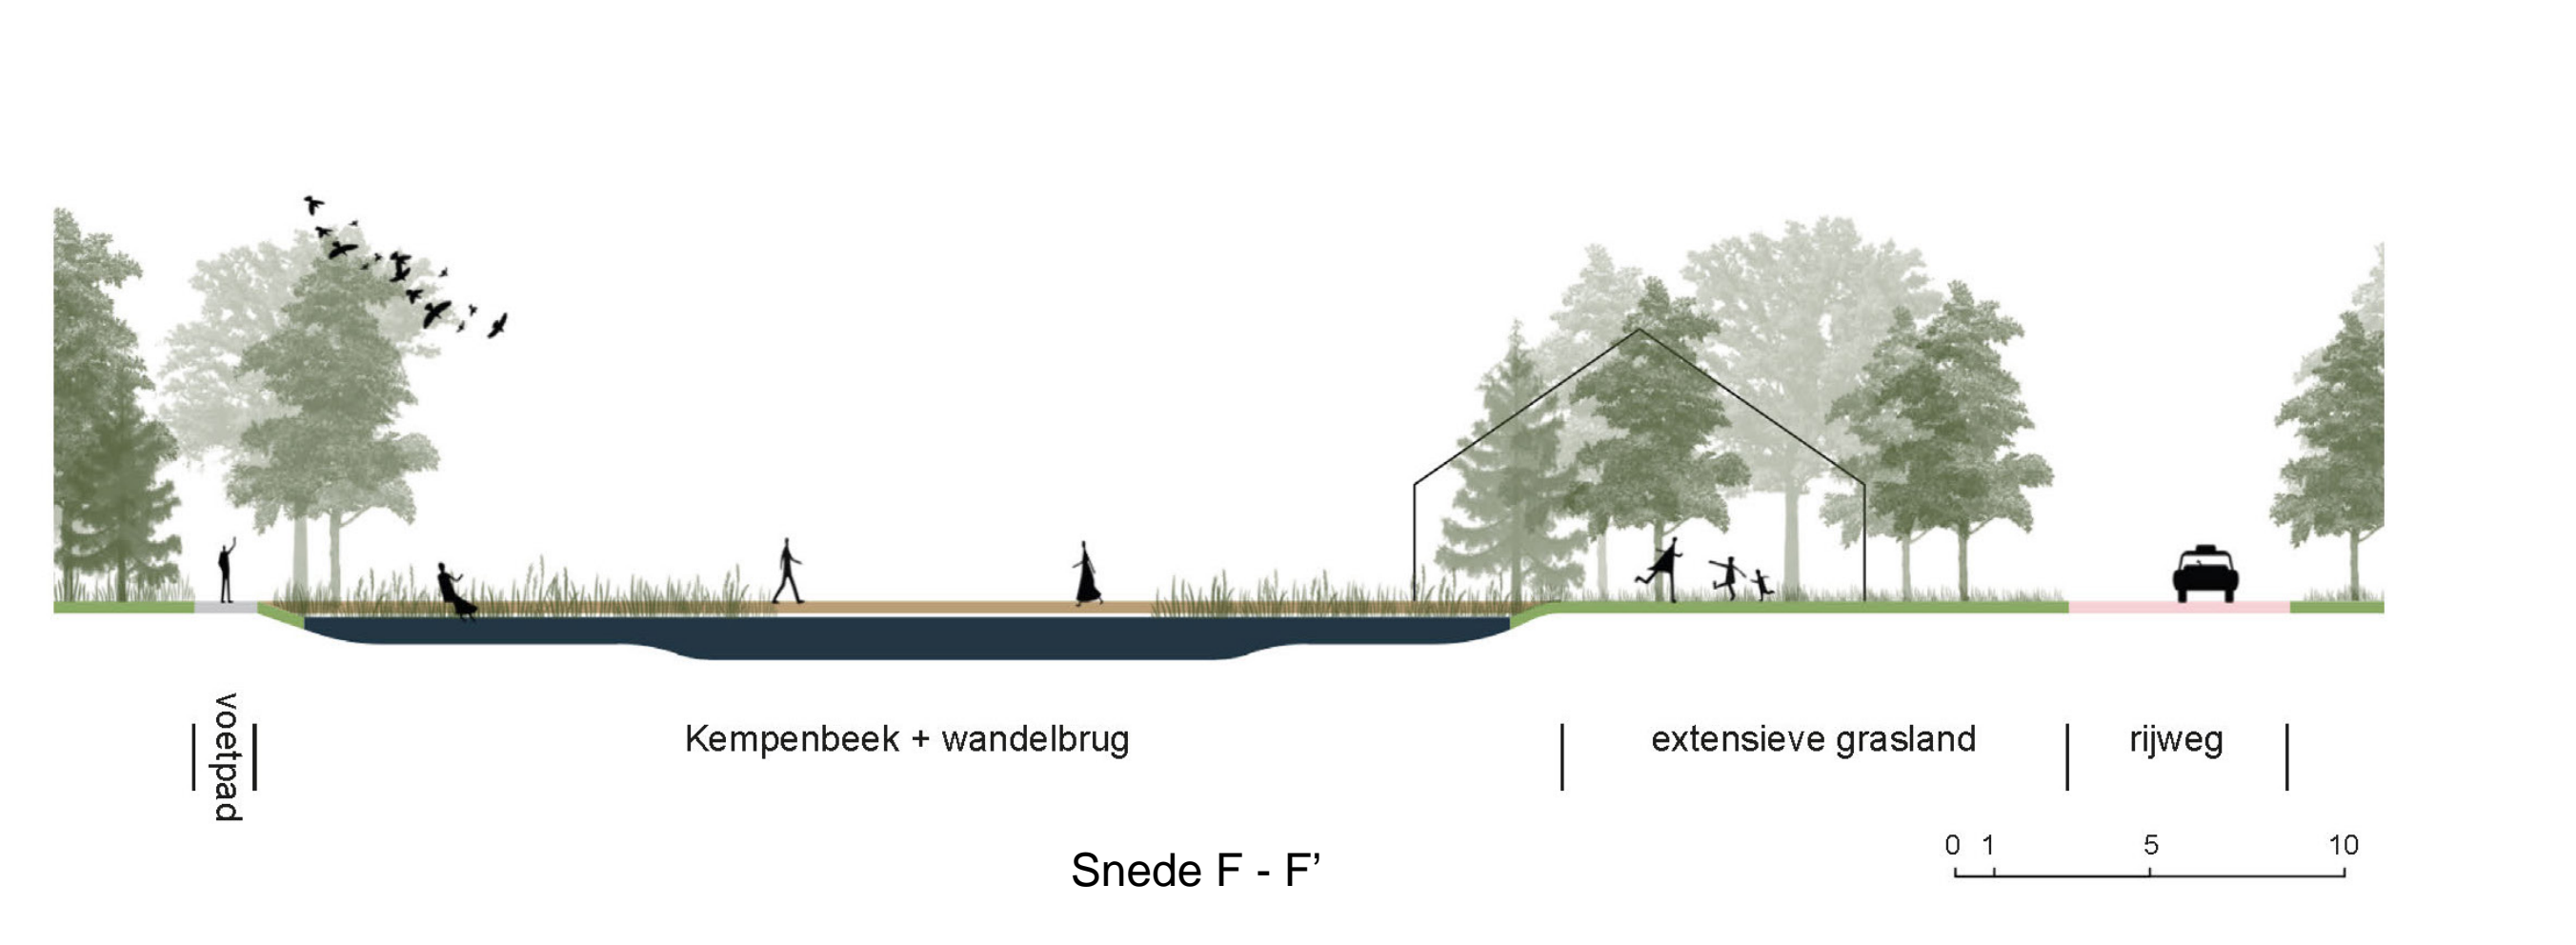 voetpad
Kempenbeek + wandelbrug
extensieve grasland
rijweg
0 1 5 10
Snede F - F’